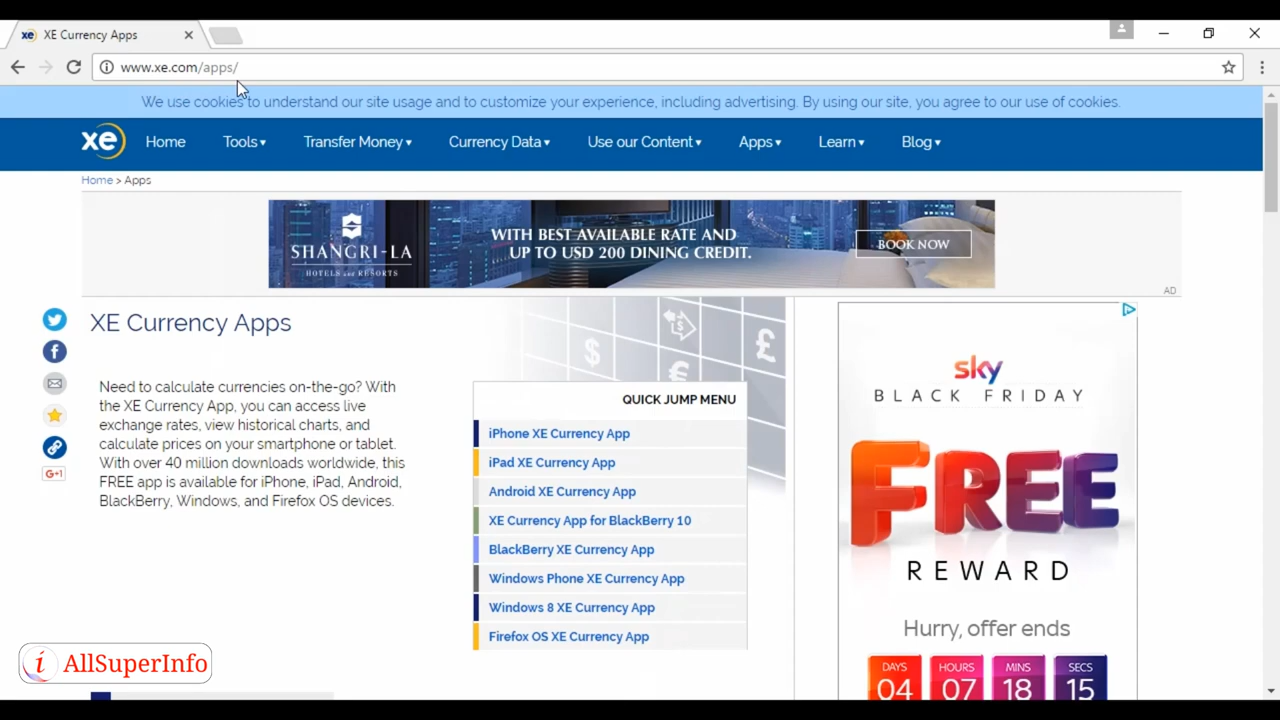 xe XE Currency Apps
www.xe.com/apps/
We use cookies to understand our site usage and to customize your experience, including advertising. By using our site, you agree to our use of cookies.
xe Home Tools Transfer Money Currency Data Use our Content Apps Learn Blog
Home > Apps
SHANGRI-LA
HOTELS and RESORTS
WITH BEST AVAILABLE RATE AND
UP TO USD 200 DINING CREDIT.
BOOK NOW
AD
XE Currency Apps
Need to calculate currencies on-the-go? With
the XE Currency App, you can access live
exchange rates, view historical charts, and
calculate prices on your smartphone or tablet.
With over 40 million downloads worldwide, this
FREE app is available for iPhone, iPad, Android,
BlackBerry, Windows, and Firefox OS devices.
G+1
$ £
€
QUICK JUMP MENU
iPhone XE Currency App
iPad XE Currency App
Android XE Currency App
XE Currency App for BlackBerry 10
BlackBerry XE Currency App
Windows Phone XE Currency App
Windows 8 XE Currency App
Firefox OS XE Currency App
sky
BLACK FRIDAY
FREE
REWARD
Hurry, offer ends
DAYS HOURS MINS SECS
04 07 18 15
i AllSuperInfo